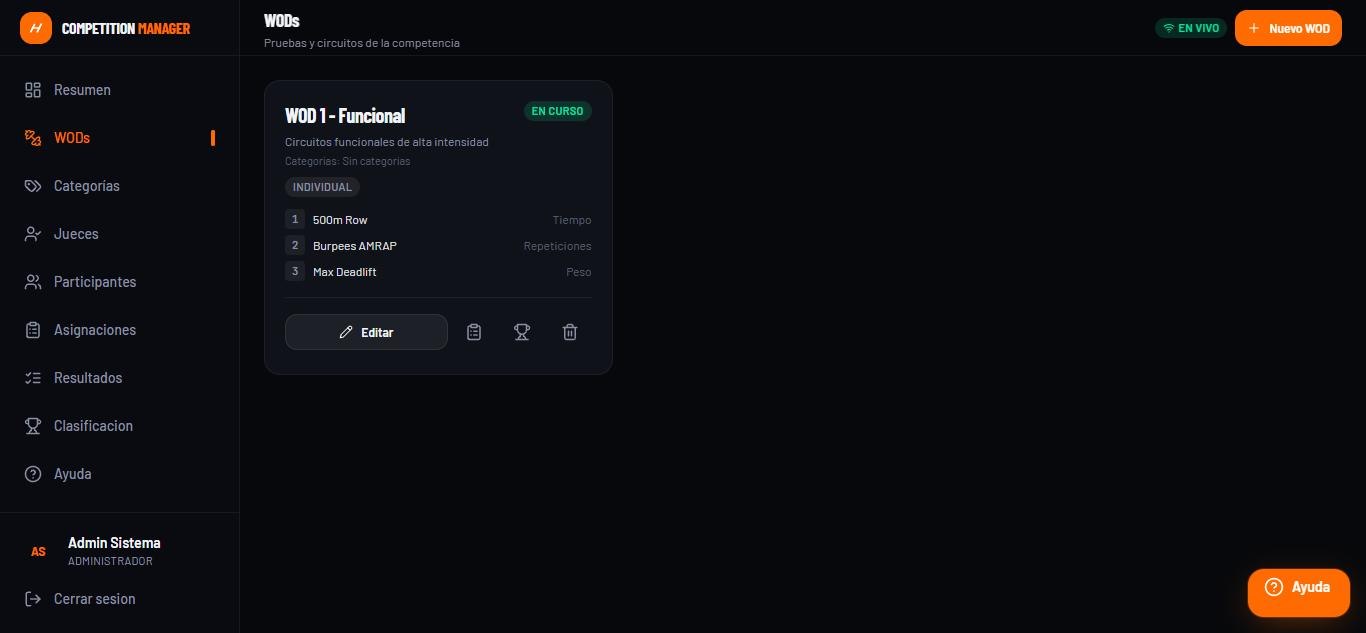 COMPETITION MANAGER
Resumen
WODs
Categorías
Jueces
Participantes
Asignaciones
Resultados
Clasificacion
Ayuda
AS
Admin Sistema
ADMINISTRADOR
Cerrar sesion
WODs
Pruebas y circuitos de la competencia
EN VIVO
+ Nuevo WOD
WOD 1 - Funcional
EN CURSO
Circuitos funcionales de alta intensidad
Categorias: Sin categorias
INDIVIDUAL
1 500m Row Tiempo
2 Burpees AMRAP Repeticiones
3 Max Deadlift Peso
Editar
Ayuda